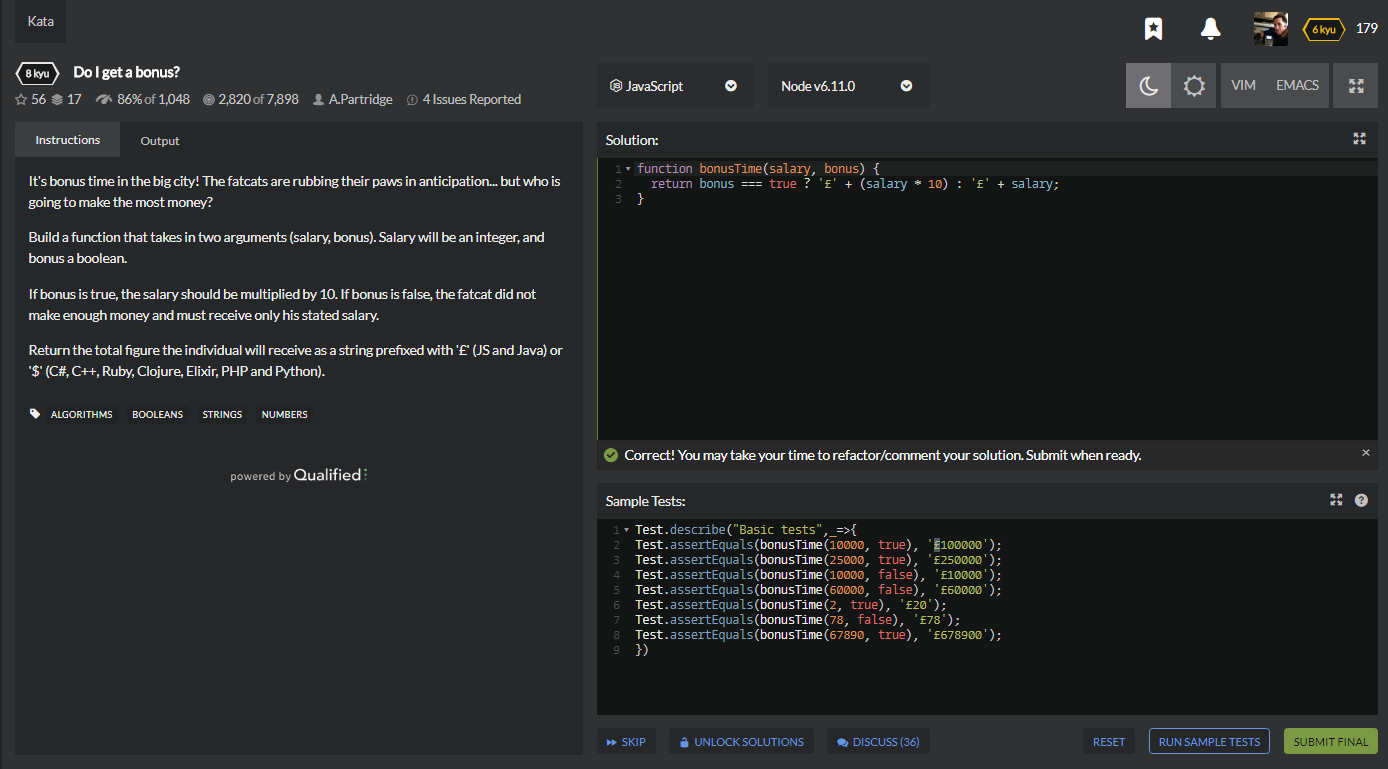 Kata
6 kyu 179
8 kyu Do I get a bonus?
56 17 86% of 1,048 2,820 of 7,898 A.Partridge 4 Issues Reported
JavaScript Node v6.11.0 VIM EMACS
Instructions Output
It's bonus time in the big city! The fatcats are rubbing their paws in anticipation... but who is
going to make the most money?
Build a function that takes in two arguments (salary, bonus). Salary will be an integer, and
bonus a boolean.
If bonus is true, the salary should be multiplied by 10. If bonus is false, the fatcat did not
make enough money and must receive only his stated salary.
Return the total figure the individual will receive as a string prefixed with '£' (JS and Java) or
'$' (C#, C++, Ruby, Clojure, Elixir, PHP and Python).
ALGORITHMS BOOLEANS STRINGS NUMBERS
powered by Qualified
Solution:
1 function bonusTime(salary, bonus) {
2 return bonus === true ? '£' + (salary * 10) : '£' + salary;
3 }
Correct! You may take your time to refactor/comment your solution. Submit when ready. ×
Sample Tests: ?
1 Test.describe("Basic tests",_=>{
2 Test.assertEquals(bonusTime(10000, true), '£100000');
3 Test.assertEquals(bonusTime(25000, true), '£250000');
4 Test.assertEquals(bonusTime(10000, false), '£10000');
5 Test.assertEquals(bonusTime(60000, false), '£60000');
6 Test.assertEquals(bonusTime(2, true), '£20');
7 Test.assertEquals(bonusTime(78, false), '£78');
8 Test.assertEquals(bonusTime(67890, true), '£678900');
9 })
SKIP UNLOCK SOLUTIONS DISCUSS (36) RESET RUN SAMPLE TESTS SUBMIT FINAL